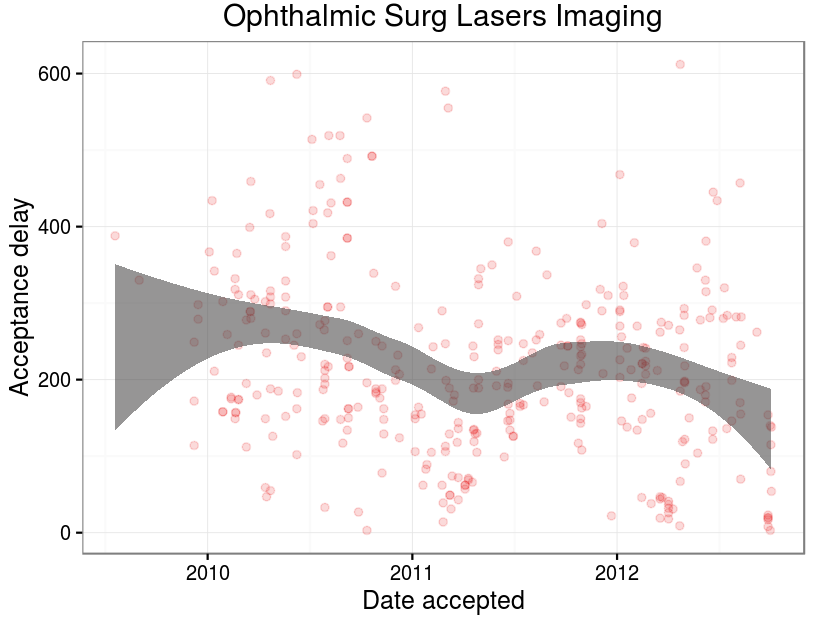 Ophthalmic Surg Lasers Imaging
600
400
200
0
Acceptance delay
2010 2011 2012
Date accepted